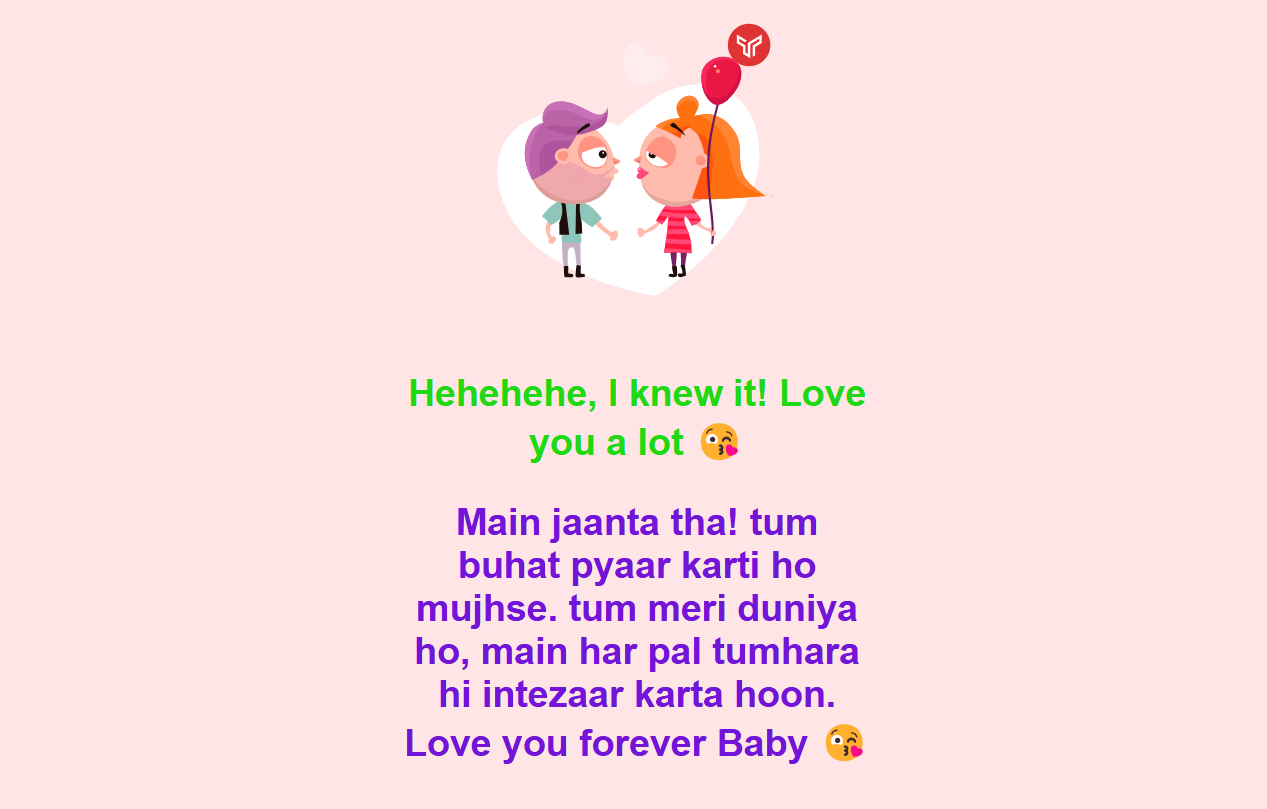 Hehehehe, I knew it! Love
you a lot 😘
Main jaanta tha! tum
buhat pyaar karti ho
mujhse. tum meri duniya
ho, main har pal tumhara
hi intezaar karta hoon.
Love you forever Baby 😘